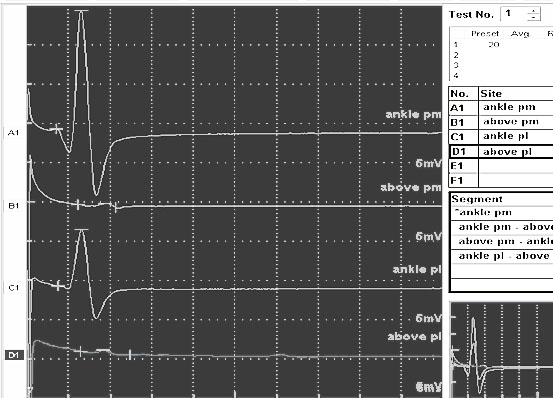 Test No. 1
Preset Avg. R
1 20
2
3
4
ankle pm
A1
5mV
above pm
B1
5mV
ankle pl
C1
5mV
above pl
D1
No. Site
A1 ankle pm
B1 above pm
C1 ankle pl
D1 above pl
E1
F1
Segment
ankle pm
ankle pm - above
above pm - ankl
ankle pl - above